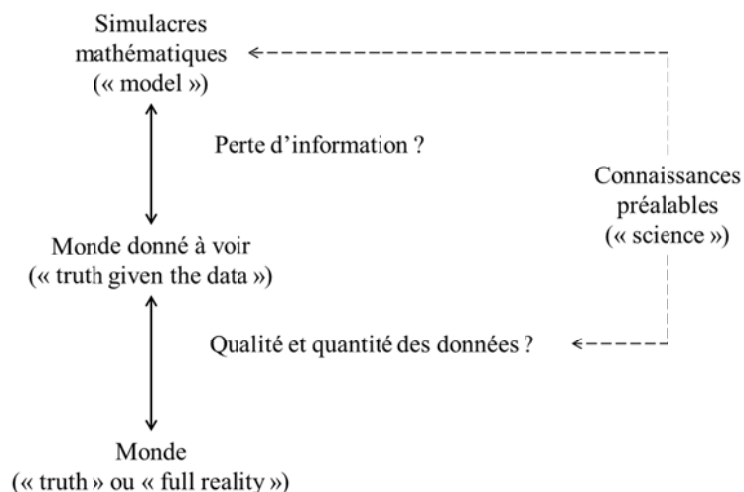 Simulacres
mathématiques
(« model »)
Perte d’information ?
Connaissances
préalables
(« science »)
Monde donné à voir
(« truth given the data »)
Qualité et quantité des données ?
Monde
(« truth » ou « full reality »)